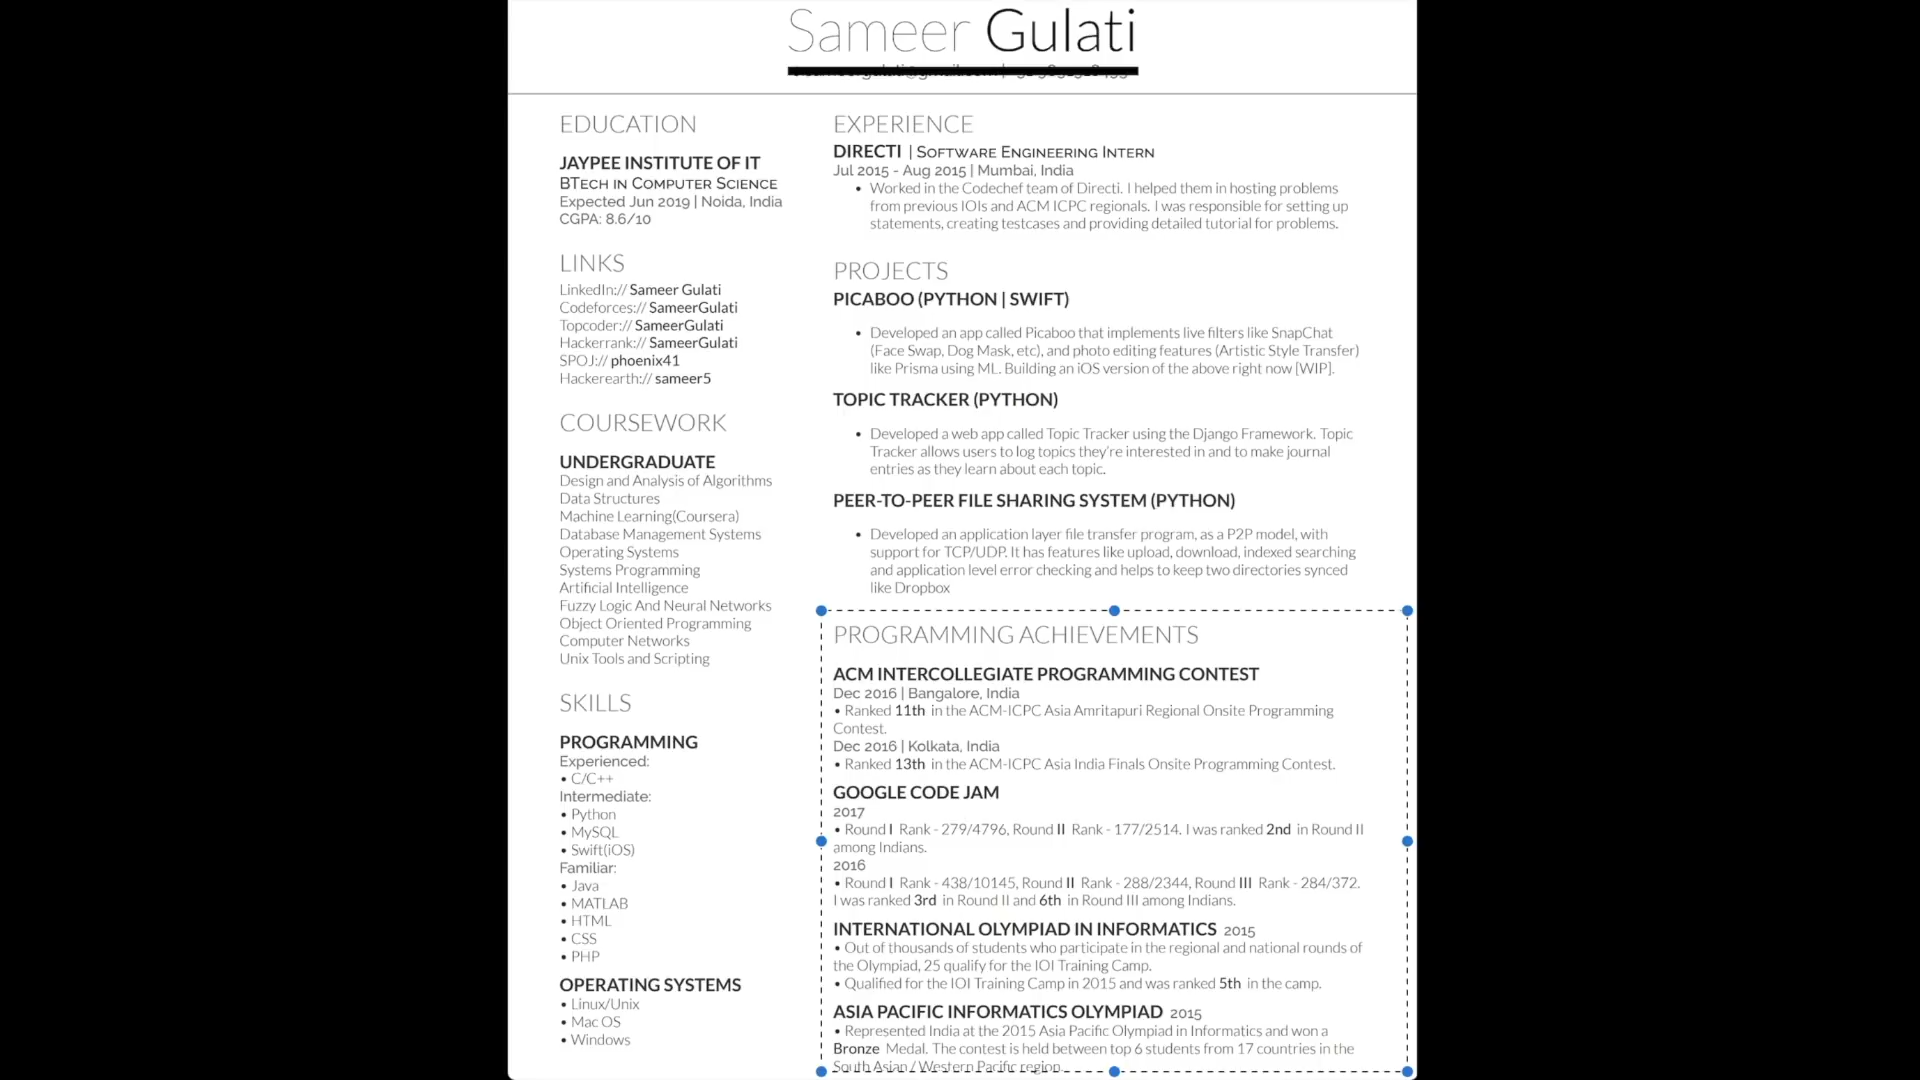 Sameer Gulati
EDUCATION
JAYPEE INSTITUTE OF IT
BTECH IN COMPUTER SCIENCE
Expected Jun 2019 | Noida, India
CGPA: 8.6/10
LINKS
LinkedIn:// Sameer Gulati
Codeforces:// SameerGulati
Topcoder:// SameerGulati
Hackerrank:// SameerGulati
SPOJ:// phoenix41
Hackerearth:// sameer5
COURSEWORK
UNDERGRADUATE
Design and Analysis of Algorithms
Data Structures
Machine Learning(Coursera)
Database Management Systems
Operating Systems
Systems Programming
Artificial Intelligence
Fuzzy Logic And Neural Networks
Object Oriented Programming
Computer Networks
Unix Tools and Scripting
SKILLS
PROGRAMMING
Experienced:
• C/C++
Intermediate:
• Python
• MySQL
• Swift(iOS)
Familiar:
• Java
• MATLAB
• HTML
• CSS
• PHP
OPERATING SYSTEMS
• Linux/Unix
• Mac OS
• Windows
EXPERIENCE
DIRECTI | SOFTWARE ENGINEERING INTERN
Jul 2015 - Aug 2015 | Mumbai, India
• Worked in the Codechef team of Directi. I helped them in hosting problems
from previous IOIs and ACM ICPC regionals. I was responsible for setting up
statements, creating testcases and providing detailed tutorial for problems.
PROJECTS
PICABOO (PYTHON | SWIFT)
• Developed an app called Picaboo that implements live filters like SnapChat
(Face Swap, Dog Mask, etc), and photo editing features (Artistic Style Transfer)
like Prisma using ML. Building an iOS version of the above right now [WIP].
TOPIC TRACKER (PYTHON)
• Developed a web app called Topic Tracker using the Django Framework. Topic
Tracker allows users to log topics they're interested in and to make journal
entries as they learn about each topic.
PEER-TO-PEER FILE SHARING SYSTEM (PYTHON)
• Developed an application layer file transfer program, as a P2P model, with
support for TCP/UDP. It has features like upload, download, indexed searching
and application level error checking and helps to keep two directories synced
like Dropbox
PROGRAMMING ACHIEVEMENTS
ACM INTERCOLLEGIATE PROGRAMMING CONTEST
Dec 2016 | Bangalore, India
• Ranked 11th in the ACM-ICPC Asia Amritapuri Regional Onsite Programming
Contest.
Dec 2016 | Kolkata, India
• Ranked 13th in the ACM-ICPC Asia India Finals Onsite Programming Contest.
GOOGLE CODE JAM
2017
• Round I Rank - 279/4796, Round II Rank - 177/2514. I was ranked 2nd in Round II
among Indians.
2016
• Round I Rank - 438/10145, Round II Rank - 288/2344, Round III Rank - 284/372.
I was ranked 3rd in Round II and 6th in Round III among Indians.
INTERNATIONAL OLYMPIAD IN INFORMATICS 2015
• Out of thousands of students who participate in the regional and national rounds of
the Olympiad, 25 qualify for the IOI Training Camp.
• Qualified for the IOI Training Camp in 2015 and was ranked 5th in the camp.
ASIA PACIFIC INFORMATICS OLYMPIAD 2015
• Represented India at the 2015 Asia Pacific Olympiad in Informatics and won a
Bronze Medal. The contest is held between top 6 students from 17 countries in the
South Asian / Western Pacific region.